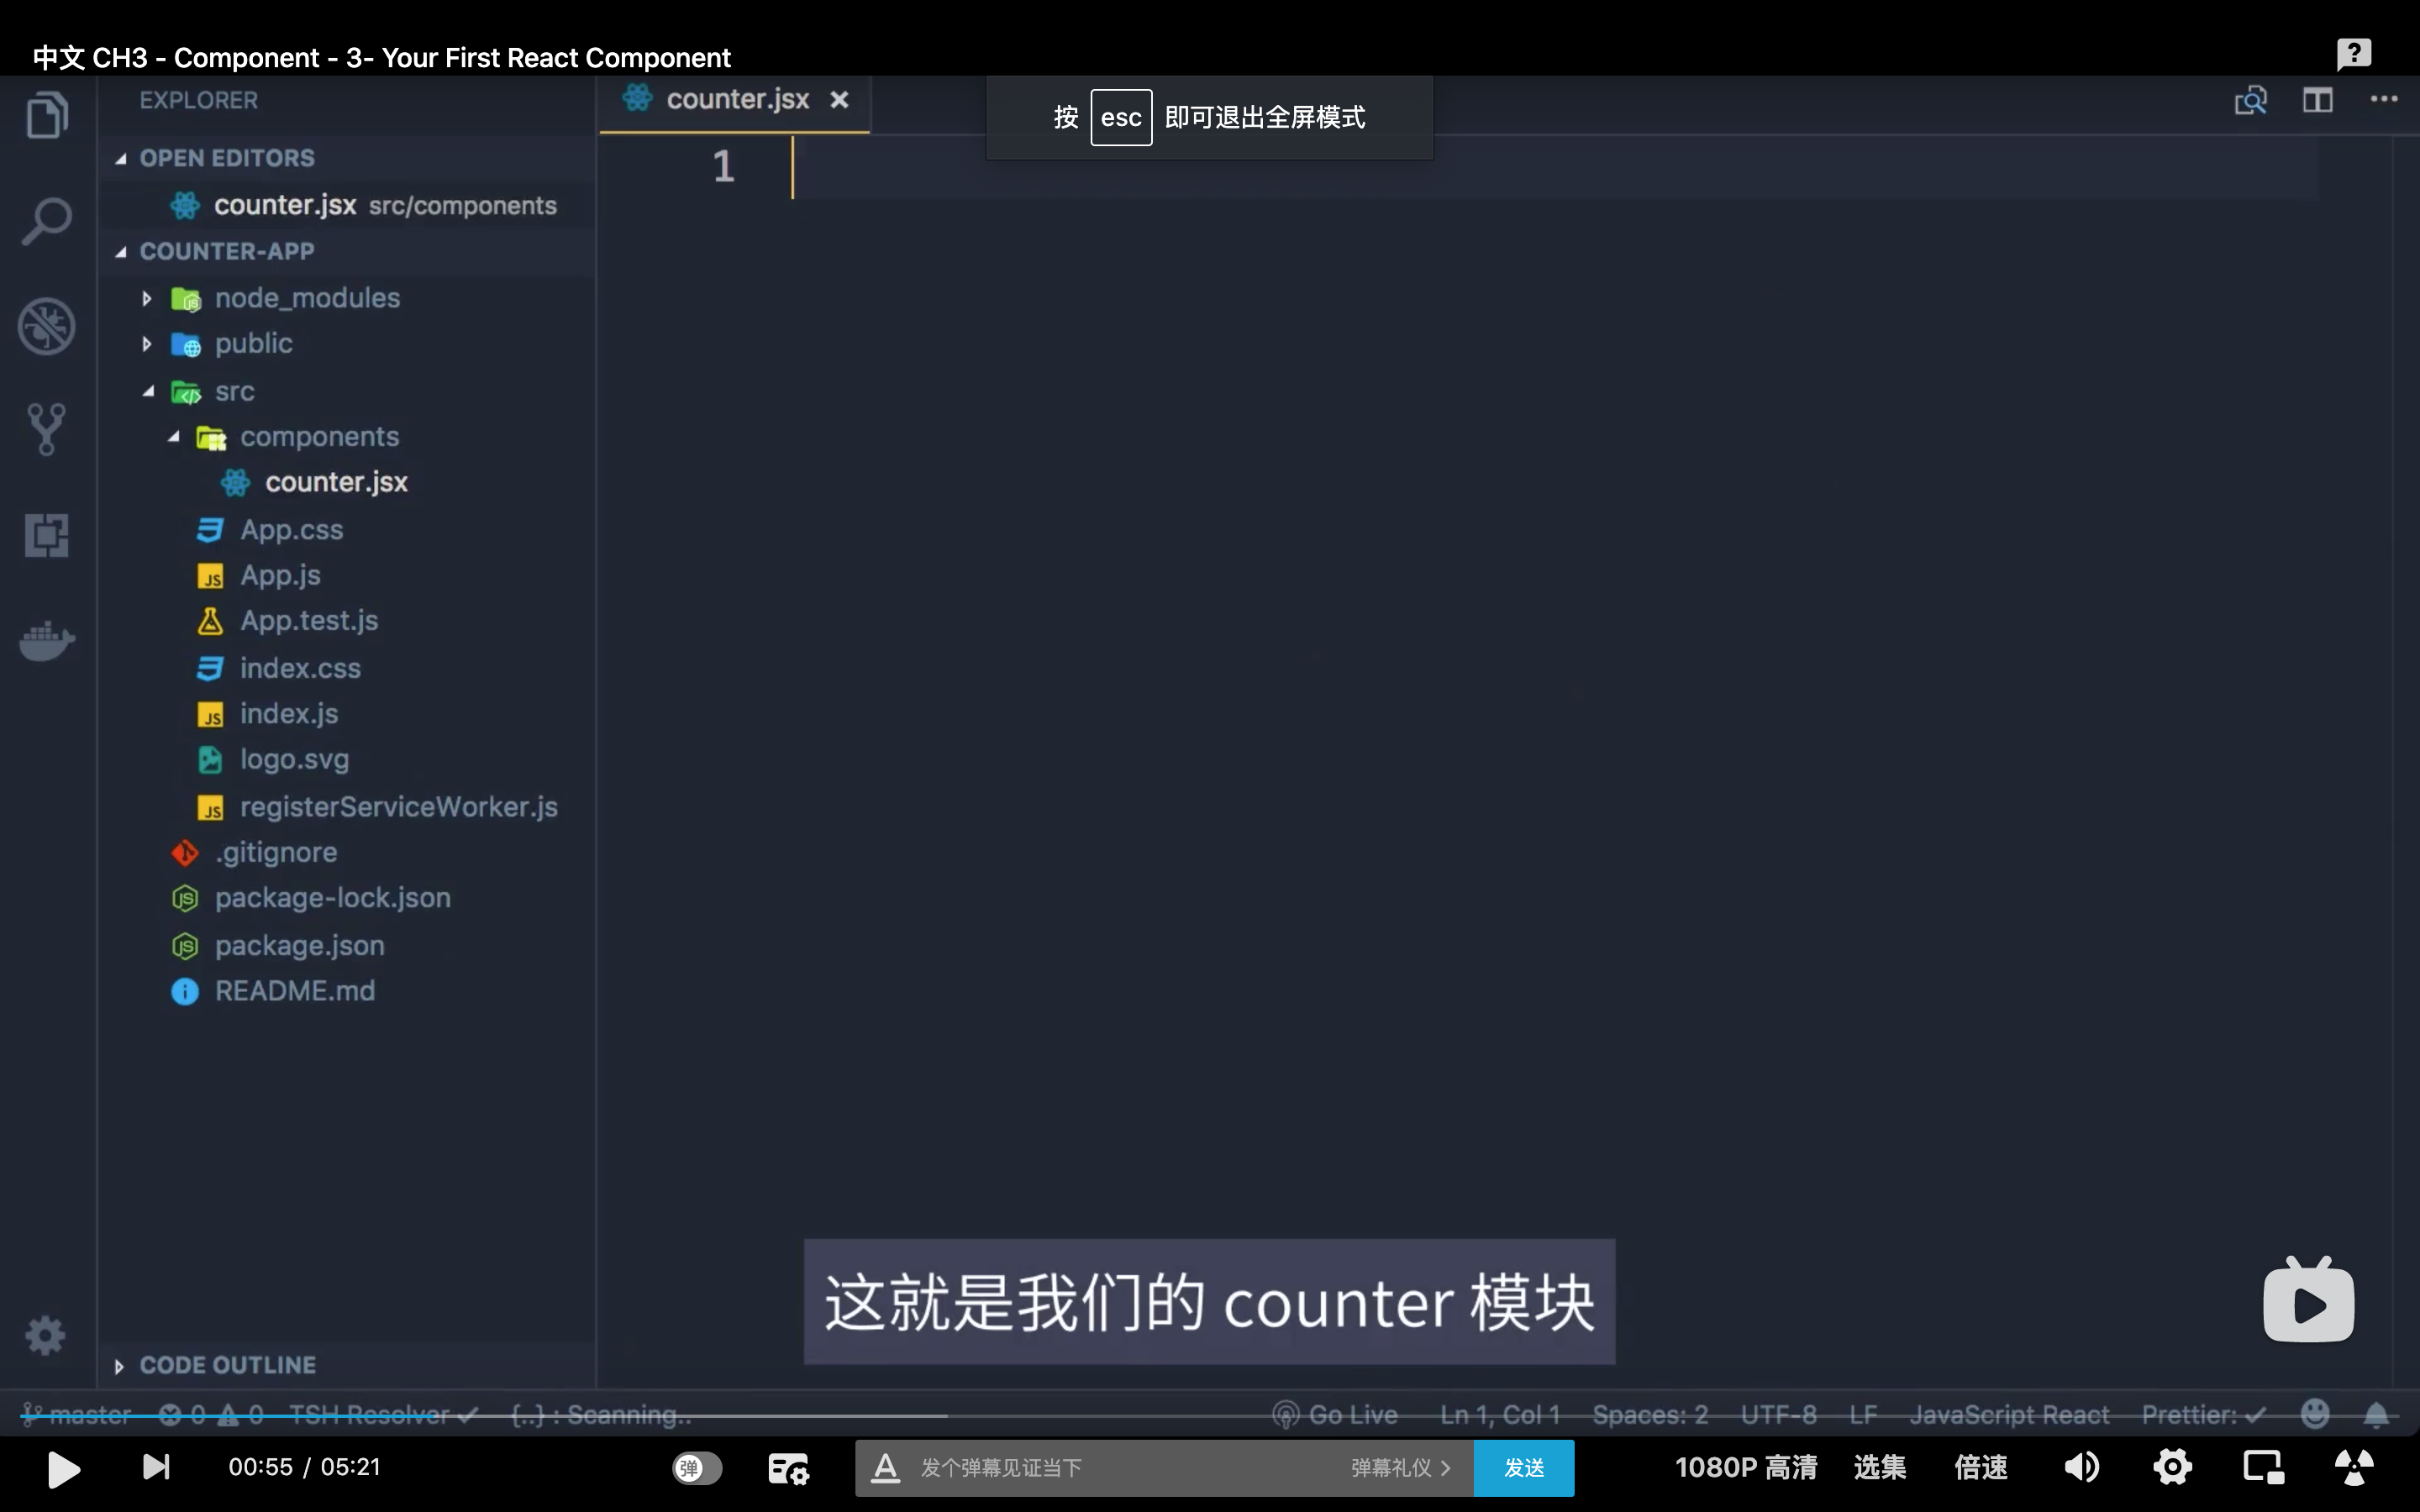 中文 CH3 - Component - 3- Your First React Component
EXPLORER
counter.jsx
按 esc 即可退出全屏模式
OPEN EDITORS
counter.jsx src/components
1
COUNTER-APP
node_modules
public
src
components
counter.jsx
App.css
App.js
App.test.js
index.css
index.js
logo.svg
registerServiceWorker.js
.gitignore
package-lock.json
package.json
README.md
这就是我们的 counter 模块
CODE OUTLINE
master 0 0 TSH Resolver {..} : Scanning.. Go Live Ln 1, Col 1 Spaces: 2 UTF-8 LF JavaScript React Prettier:
00:55 / 05:21 弹 发个弹幕见证当下 弹幕礼仪 发送 1080P 高清 选集 倍速